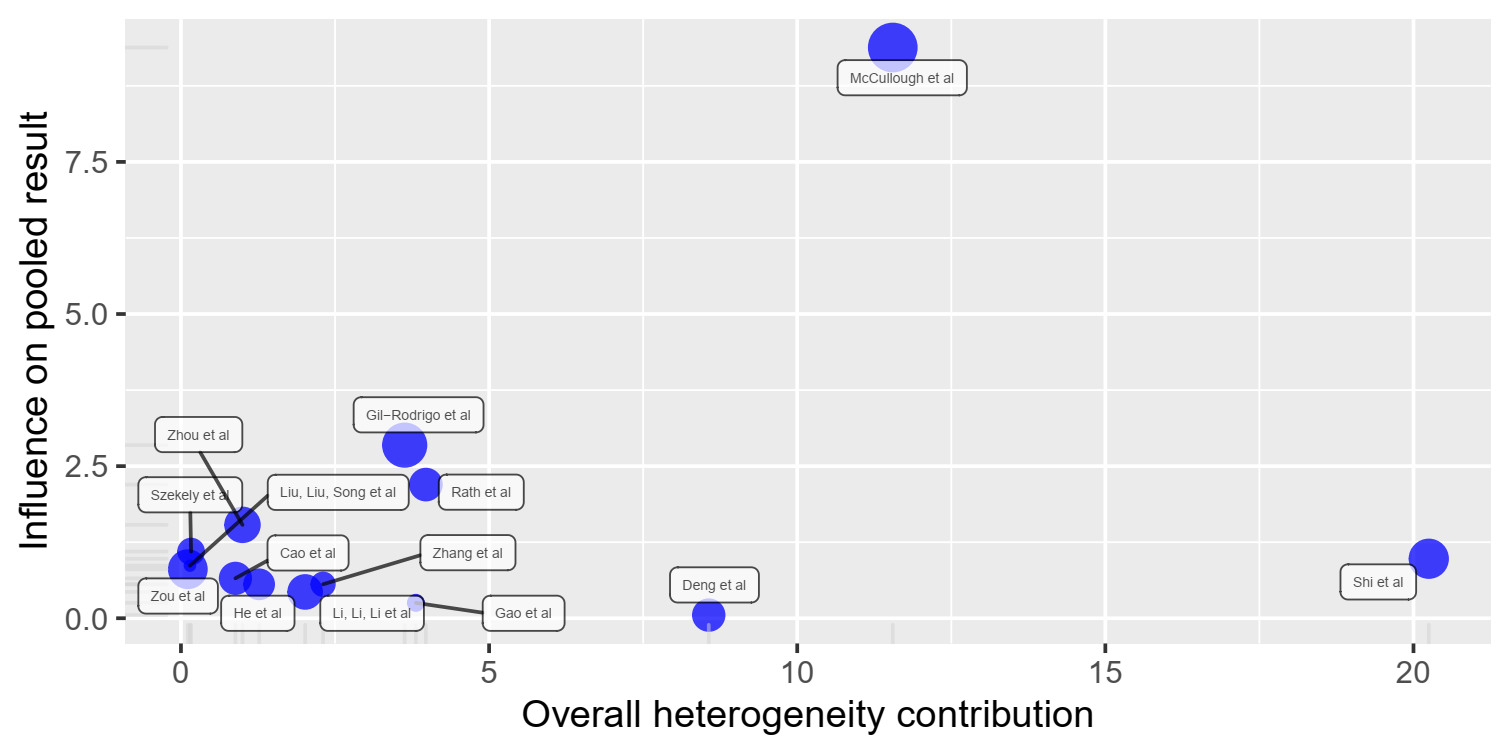 McCullough et al
7.5
5.0
Gil−Rodrigo et al
Zhou et al
2.5
Szekely et al
Liu, Liu, Song et al
Rath et al
Cao et al
Zhang et al
Shi et al
Deng et al
Zou et al
He et al
Li, Li, Li et al
Gao et al
0.0
0
5
10
15
20
Overall heterogeneity contribution
Influence on pooled result